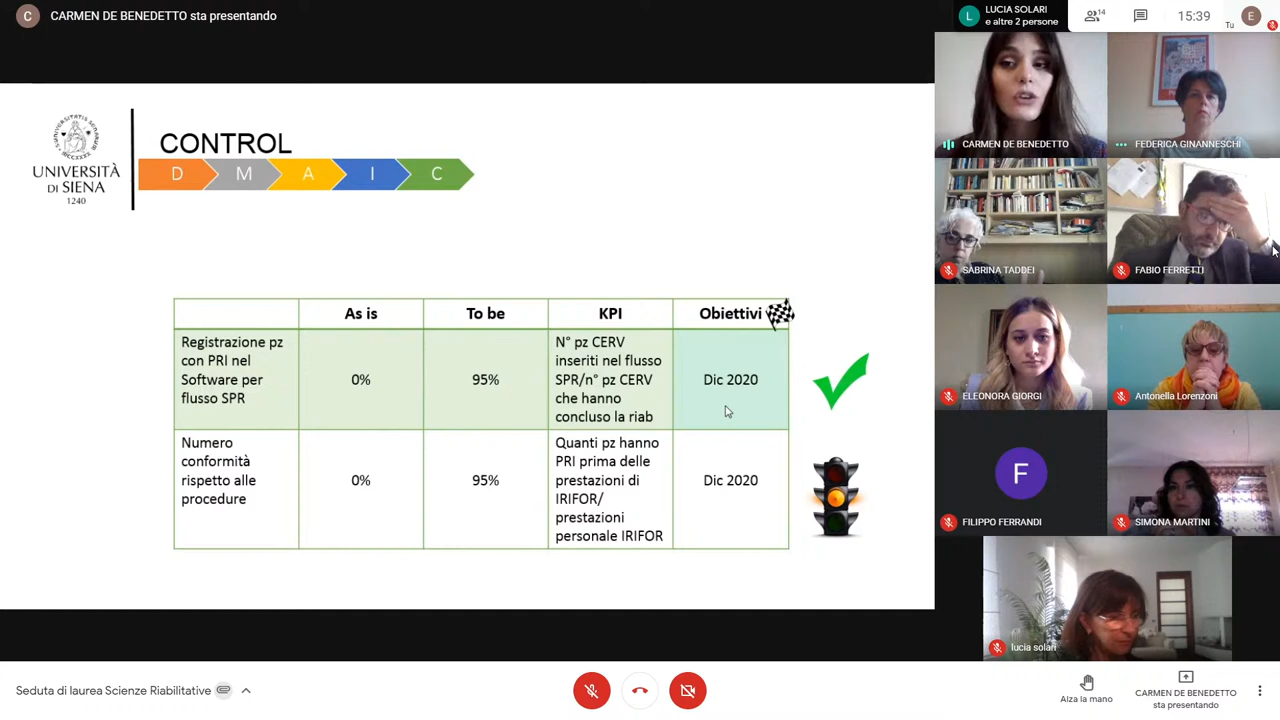 C CARMEN DE BENEDETTO sta presentando
L LUCIA SOLARI
e altre 2 persone
14
15:39
Tu
E
UNIVERSITÀ
DI SIENA
1240
CONTROL
D M A I C
As is To be KPI Obiettivi
Registrazione pz
con PRI nel
Software per
flusso SPR
0%
95%
N° pz CERV
inseriti nel flusso
SPR/n° pz CERV
che hanno
concluso la riab
Dic 2020
Numero
conformità
rispetto alle
procedure
0%
95%
Quanti pz hanno
PRI prima delle
prestazioni di
IRIFOR/
prestazioni
personale IRIFOR
Dic 2020
CARMEN DE BENEDETTO
FEDERICA GINANNESCHI
SABRINA TADDEI
FABIO FERRETTI
ELEONORA GIORGI
Antonella Lorenzoni
F
FILIPPO FERRANDI
SIMONA MARTINI
lucia solari
Seduta di laurea Scienze Riabilitative
Alza la mano
CARMEN DE BENEDETTO
sta presentando